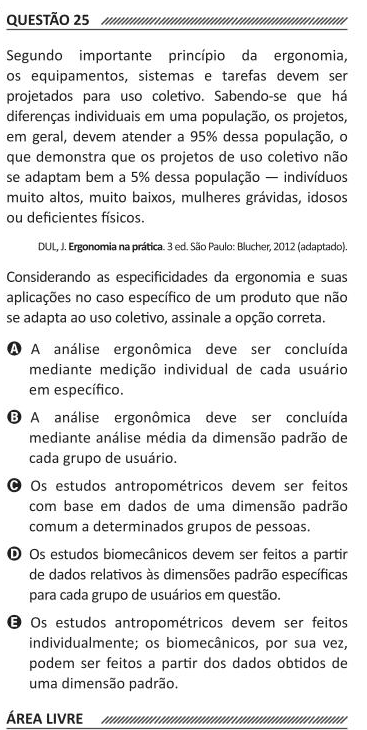 QUESTÃO 25
Segundo importante princípio da ergonomia,
os equipamentos, sistemas e tarefas devem ser
projetados para uso coletivo. Sabendo-se que há
diferenças individuais em uma população, os projetos,
em geral, devem atender a 95% dessa população, o
que demonstra que os projetos de uso coletivo não
se adaptam bem a 5% dessa população — indivíduos
muito altos, muito baixos, mulheres grávidas, idosos
ou deficientes físicos.
DUL, J. Ergonomia na prática. 3 ed. São Paulo: Blucher, 2012 (adaptado).
Considerando as especificidades da ergonomia e suas
aplicações no caso específico de um produto que não
se adapta ao uso coletivo, assinale a opção correta.
A A análise ergonômica deve ser concluída
mediante medição individual de cada usuário
em específico.
B A análise ergonômica deve ser concluída
mediante análise média da dimensão padrão de
cada grupo de usuário.
C Os estudos antropométricos devem ser feitos
com base em dados de uma dimensão padrão
comum a determinados grupos de pessoas.
D Os estudos biomecânicos devem ser feitos a partir
de dados relativos às dimensões padrão específicas
para cada grupo de usuários em questão.
E Os estudos antropométricos devem ser feitos
individualmente; os biomecânicos, por sua vez,
podem ser feitos a partir dos dados obtidos de
uma dimensão padrão.
ÁREA LIVRE